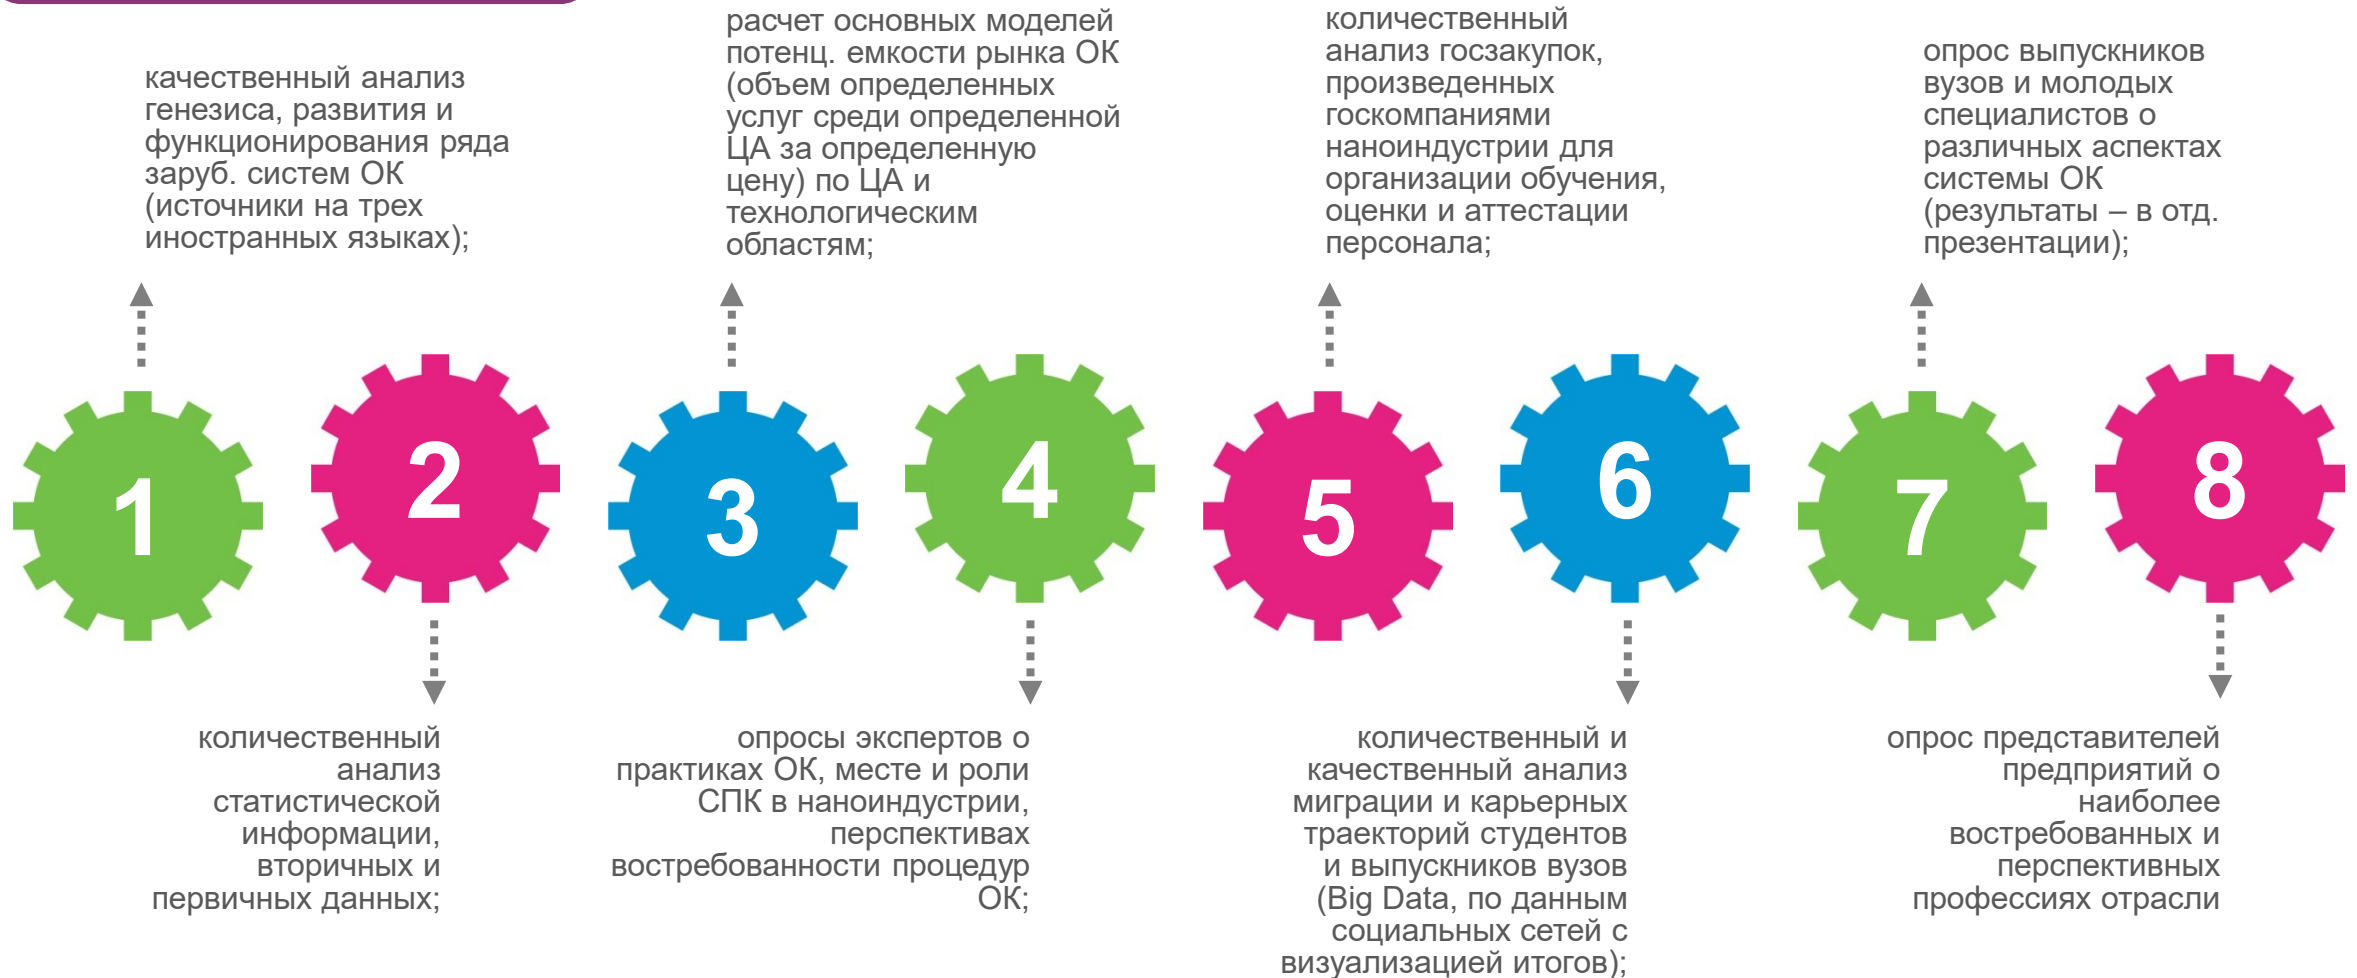 качественный анализ
генезиса, развития и
функционирования ряда
заруб. систем ОК
(источники на трех
иностранных языках);
1
2
количественный
анализ
статистической
информации,
вторичных и
первичных данных;
расчет основных моделей
потенц. емкости рынка ОК
(объем определенных
услуг среди определенной
ЦА за определенную
цену) по ЦА и
технологическим
областям;
3
4
опросы экспертов о
практиках ОК, месте и роли
СПК в наноиндустрии,
перспективах
востребованности процедур
ОК;
количественный
анализ госзакупок,
произведенных
госкомпаниями
наноиндустрии для
организации обучения,
оценки и аттестации
персонала;
5
6
количественный и
качественный анализ
миграции и карьерных
траекторий студентов
и выпускников вузов
(Big Data, по данным
социальных сетей с
визуализацией итогов);
опрос выпускников
вузов и молодых
специалистов о
различных аспектах
системы ОК
(результаты – в отд.
презентации);
7
8
опрос представителей
предприятий о
наиболее
востребованных и
перспективных
профессиях отрасли